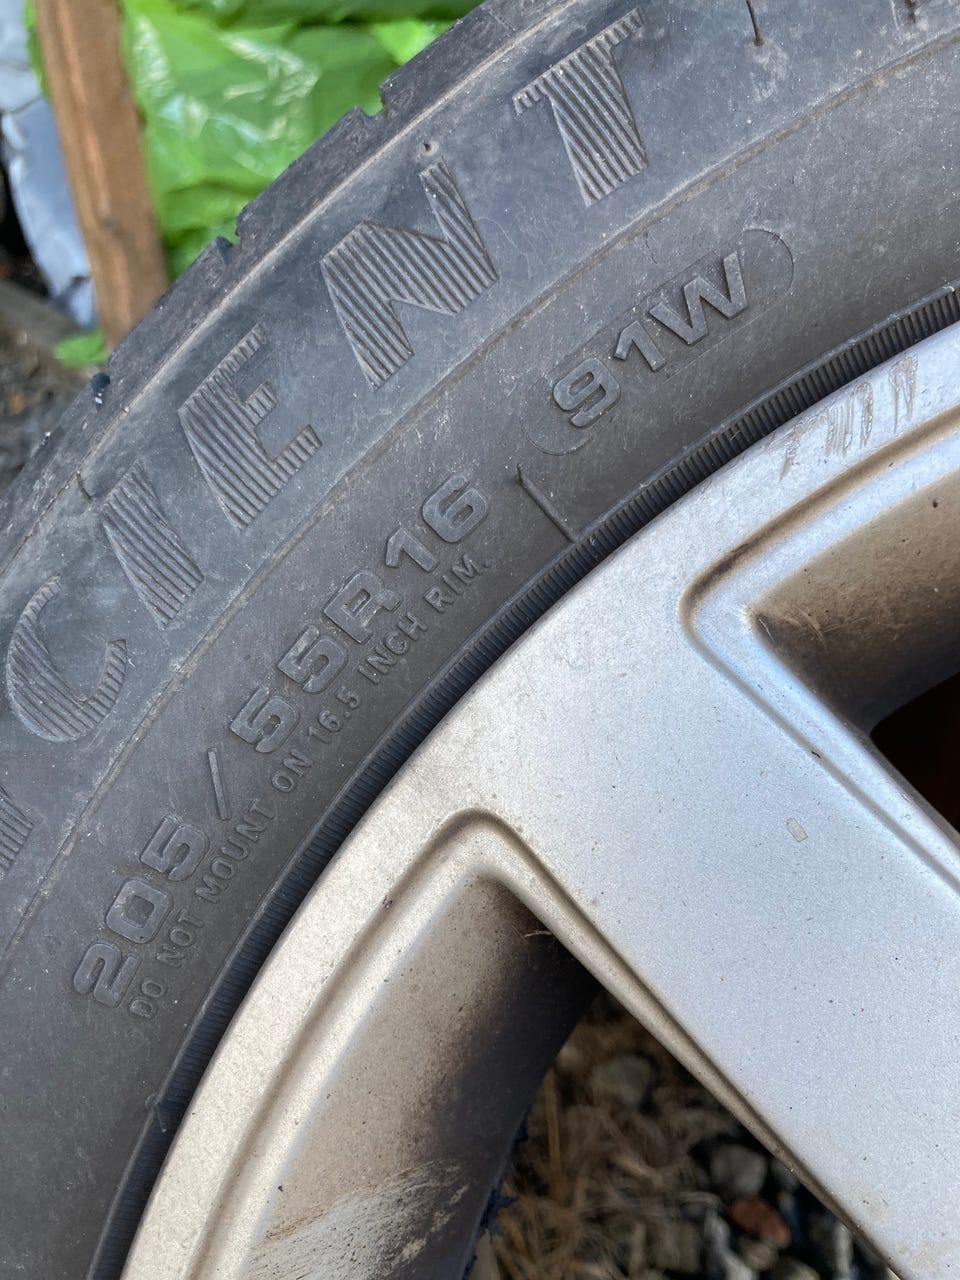 CIENT
205/55R16 91W
DO NOT MOUNT ON 16.5 INCH RIM.